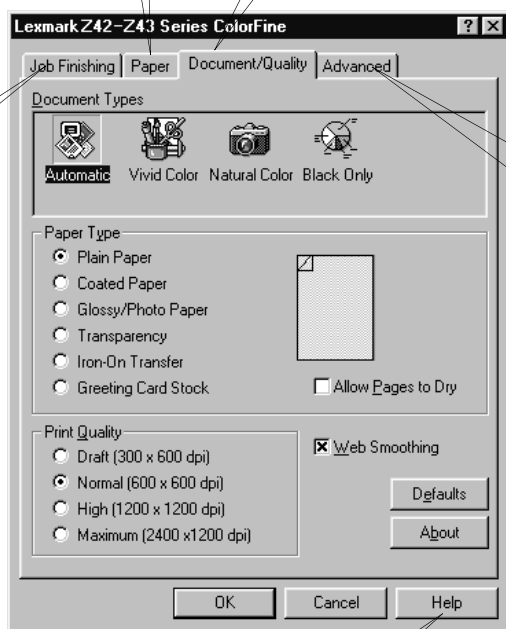 Lexmark Z42-Z43 Series ColorFine
Job Finishing Paper Document/Quality Advanced
Document Types
Automatic Vivid Color Natural Color Black Only
Paper Type
Plain Paper
Coated Paper
Glossy/Photo Paper
Transparency
Iron-On Transfer
Greeting Card Stock
Allow Pages to Dry
Print Quality
Draft (300 x 600 dpi)
Normal (600 x 600 dpi)
High (1200 x 1200 dpi)
Maximum (2400 x1200 dpi)
Web Smoothing
Defaults
About
OK Cancel Help